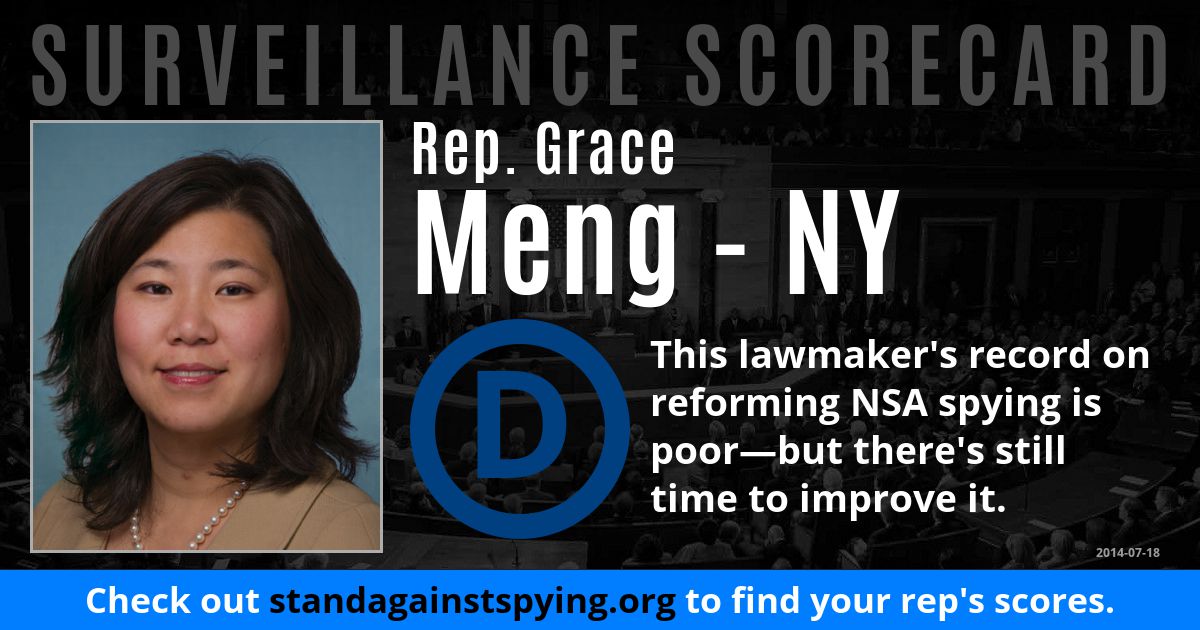 SURVEILLANCE SCORECARD
Rep. Grace
Meng - NY
D
This lawmaker's record on
reforming NSA spying is
poor—but there's still
time to improve it.
2014-07-18
Check out standagainstspying.org to find your rep's scores.